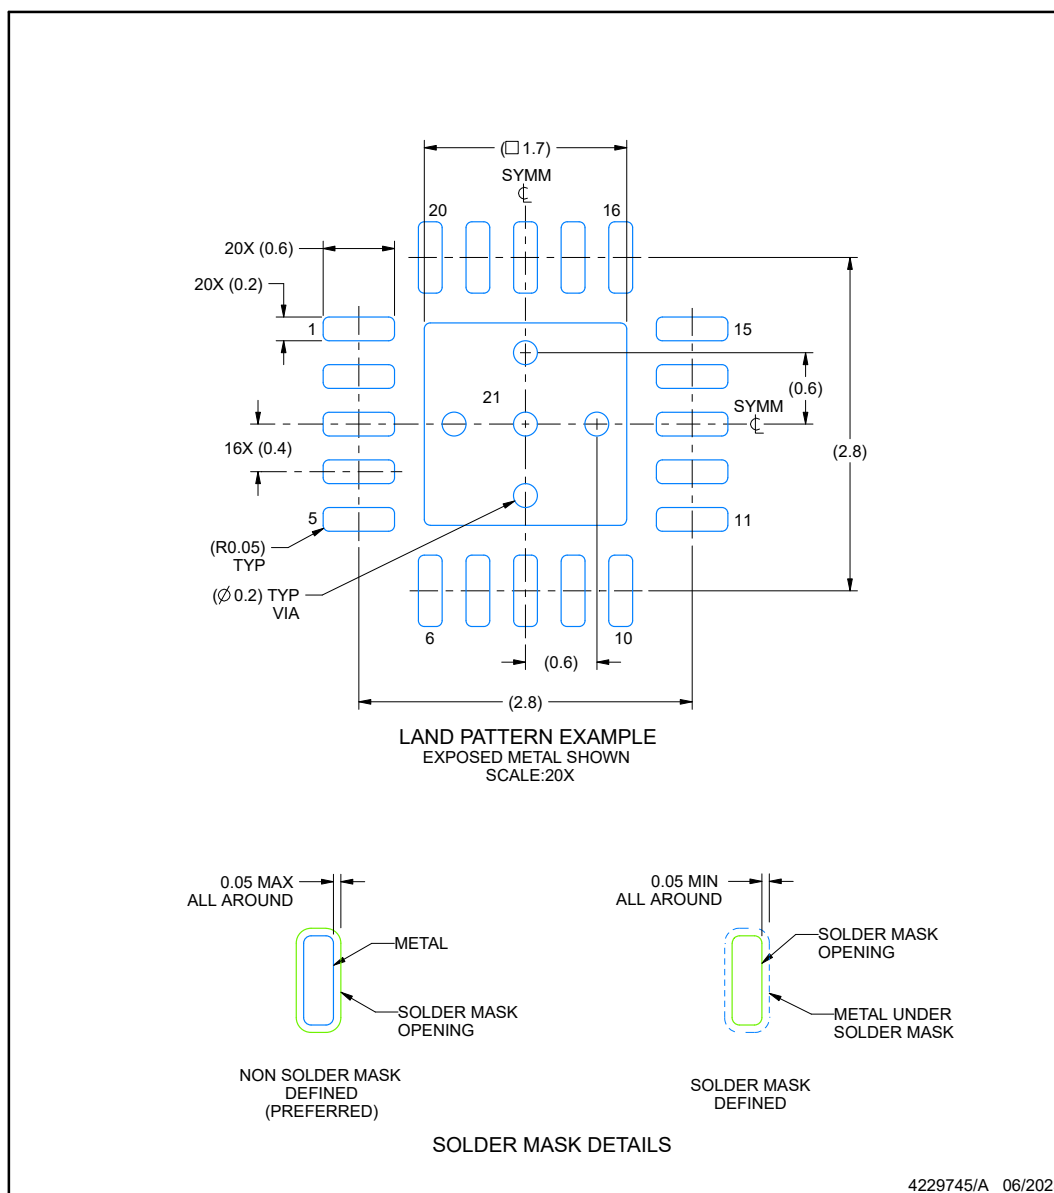 (□ 1.7)
SYMM
℄
20
16
20X (0.6)
20X (0.2)
1
15
(0.6)
21
SYMM
℄
16X (0.4)
(2.8)
5
11
(R0.05)
TYP
(Ø 0.2) TYP
VIA
6
10
(0.6)
(2.8)
LAND PATTERN EXAMPLE
EXPOSED METAL SHOWN
SCALE:20X
0.05 MAX
ALL AROUND
METAL
SOLDER MASK
OPENING
NON SOLDER MASK
DEFINED
(PREFERRED)
0.05 MIN
ALL AROUND
SOLDER MASK
OPENING
METAL UNDER
SOLDER MASK
SOLDER MASK
DEFINED
SOLDER MASK DETAILS
4229745/A 06/202